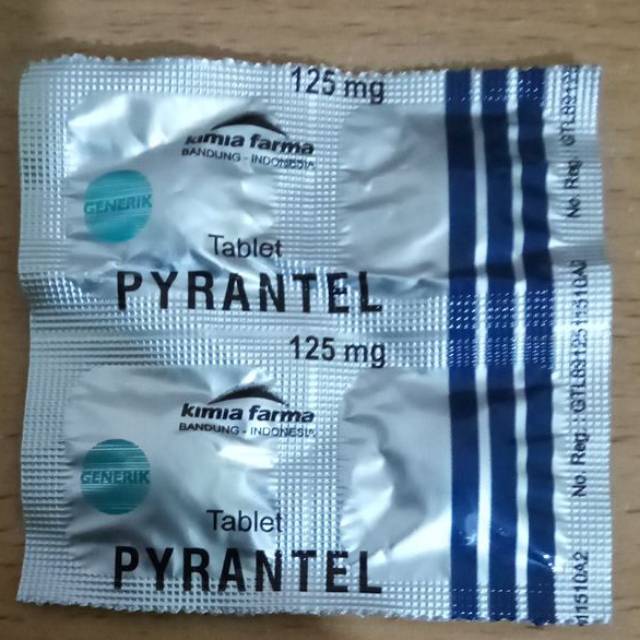 125 mg
kimia farma
BANDUNG - INDONESIA
GENERIK
Tablet
PYRANTEL
125 mg
kimia farma
BANDUNG - INDONESIA
GENERIK
Tablet
PYRANTEL
No. Reg.
No. Reg.
11510A2